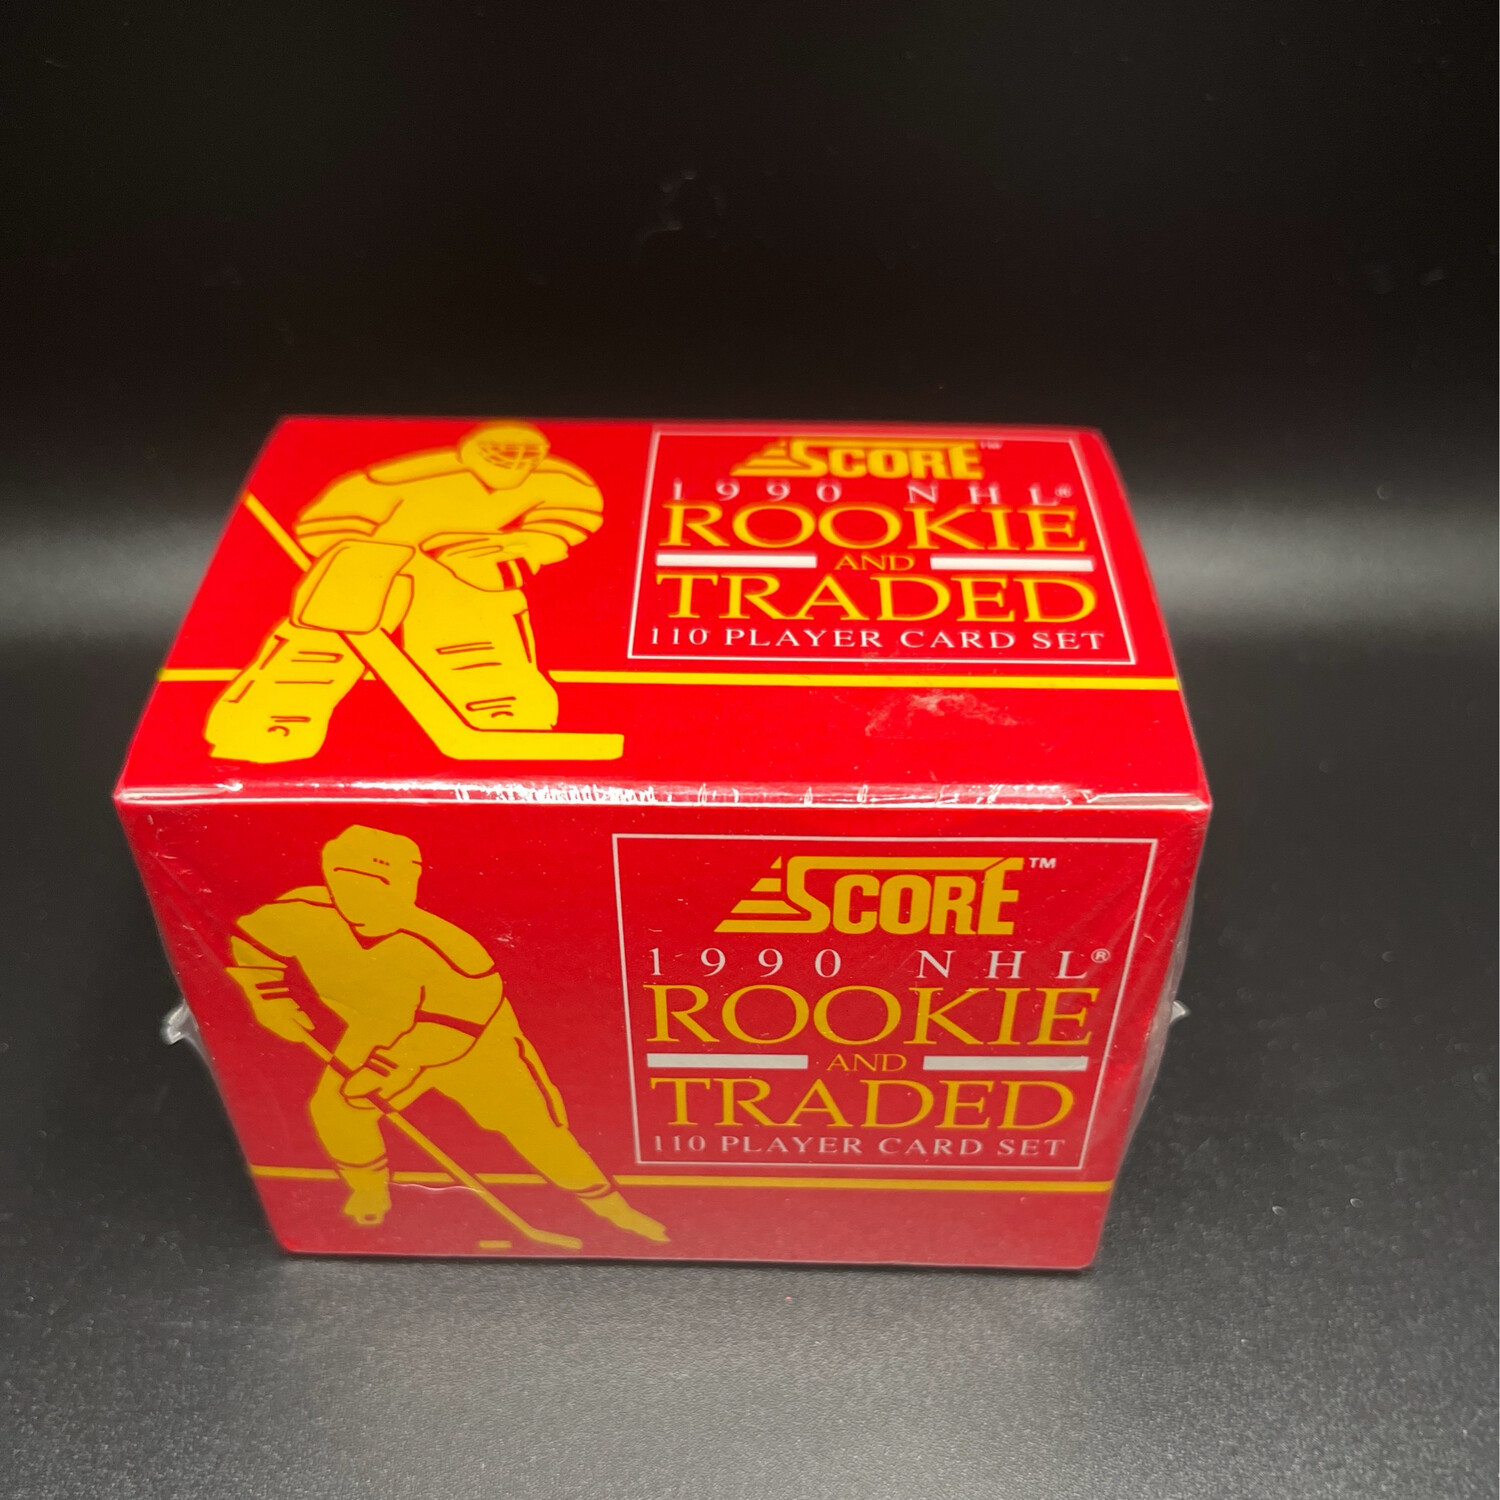 SCORE™
1990 NHL®
ROOKIE
AND
TRADED
110 PLAYER CARD SET
SCORE™
1990 NHL®
ROOKIE
AND
TRADED
110 PLAYER CARD SET